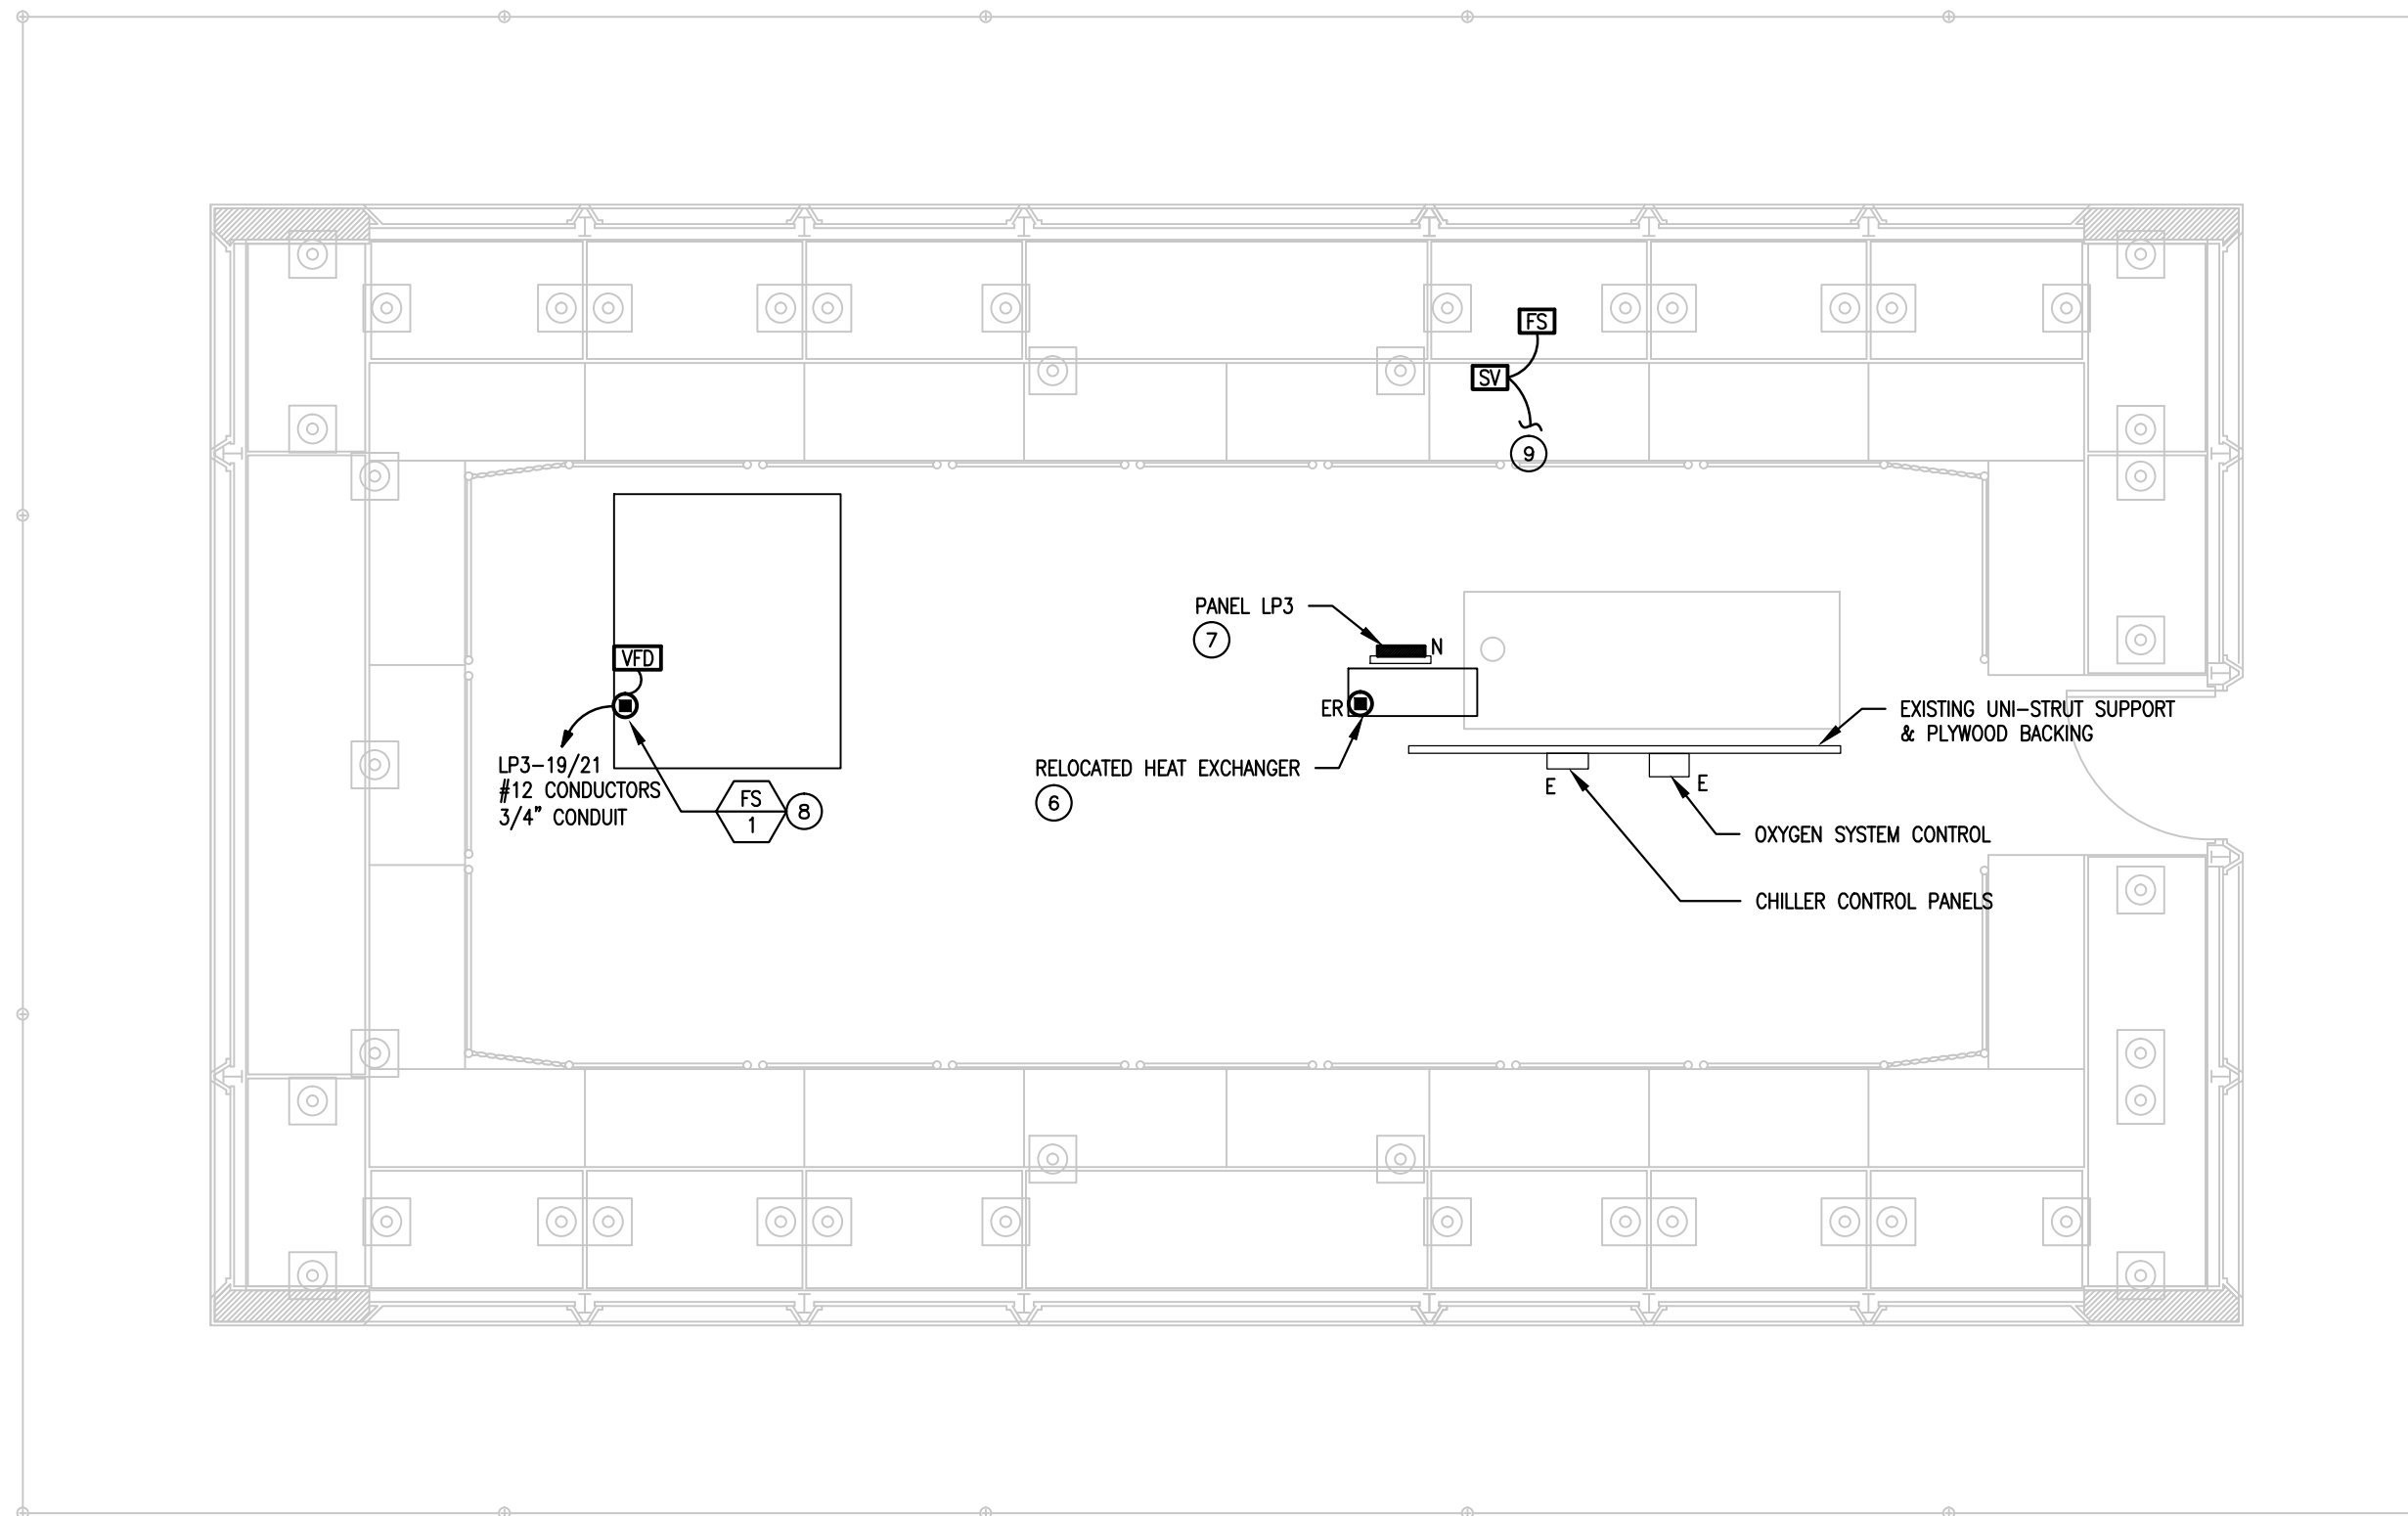 FS
SV
9
PANEL LP3
7
N
VFD
ER
EXISTING UNI-STRUT SUPPORT
& PLYWOOD BACKING
LP3-19/21
#12 CONDUCTORS
3/4" CONDUIT
RELOCATED HEAT EXCHANGER
6
E
E
FS
1
8
OXYGEN SYSTEM CONTROL
CHILLER CONTROL PANELS